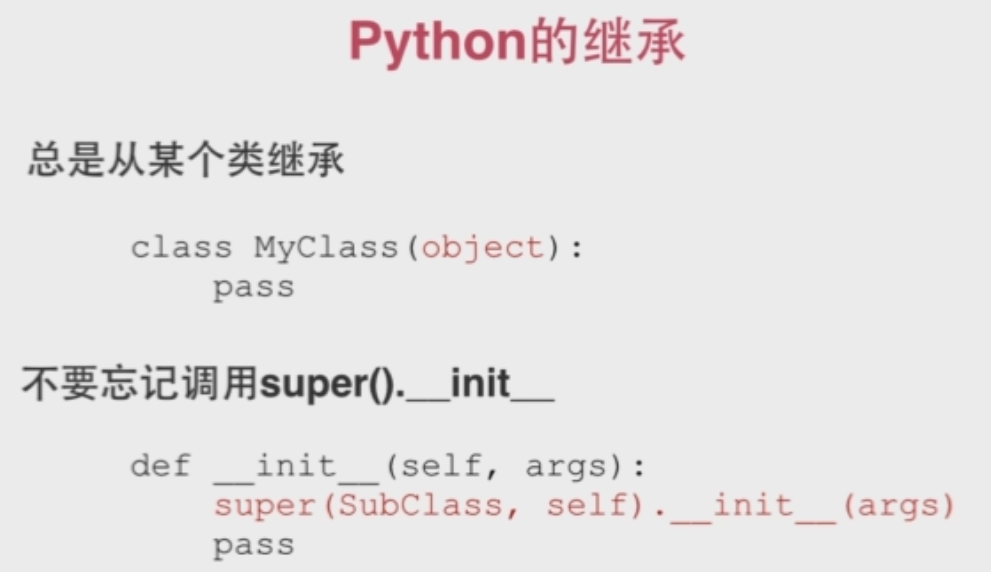 Python的继承
总是从某个类继承
class MyClass(object):
pass
不要忘记调用super().__init__
def __init__(self, args):
super(SubClass, self).__init__(args)
pass